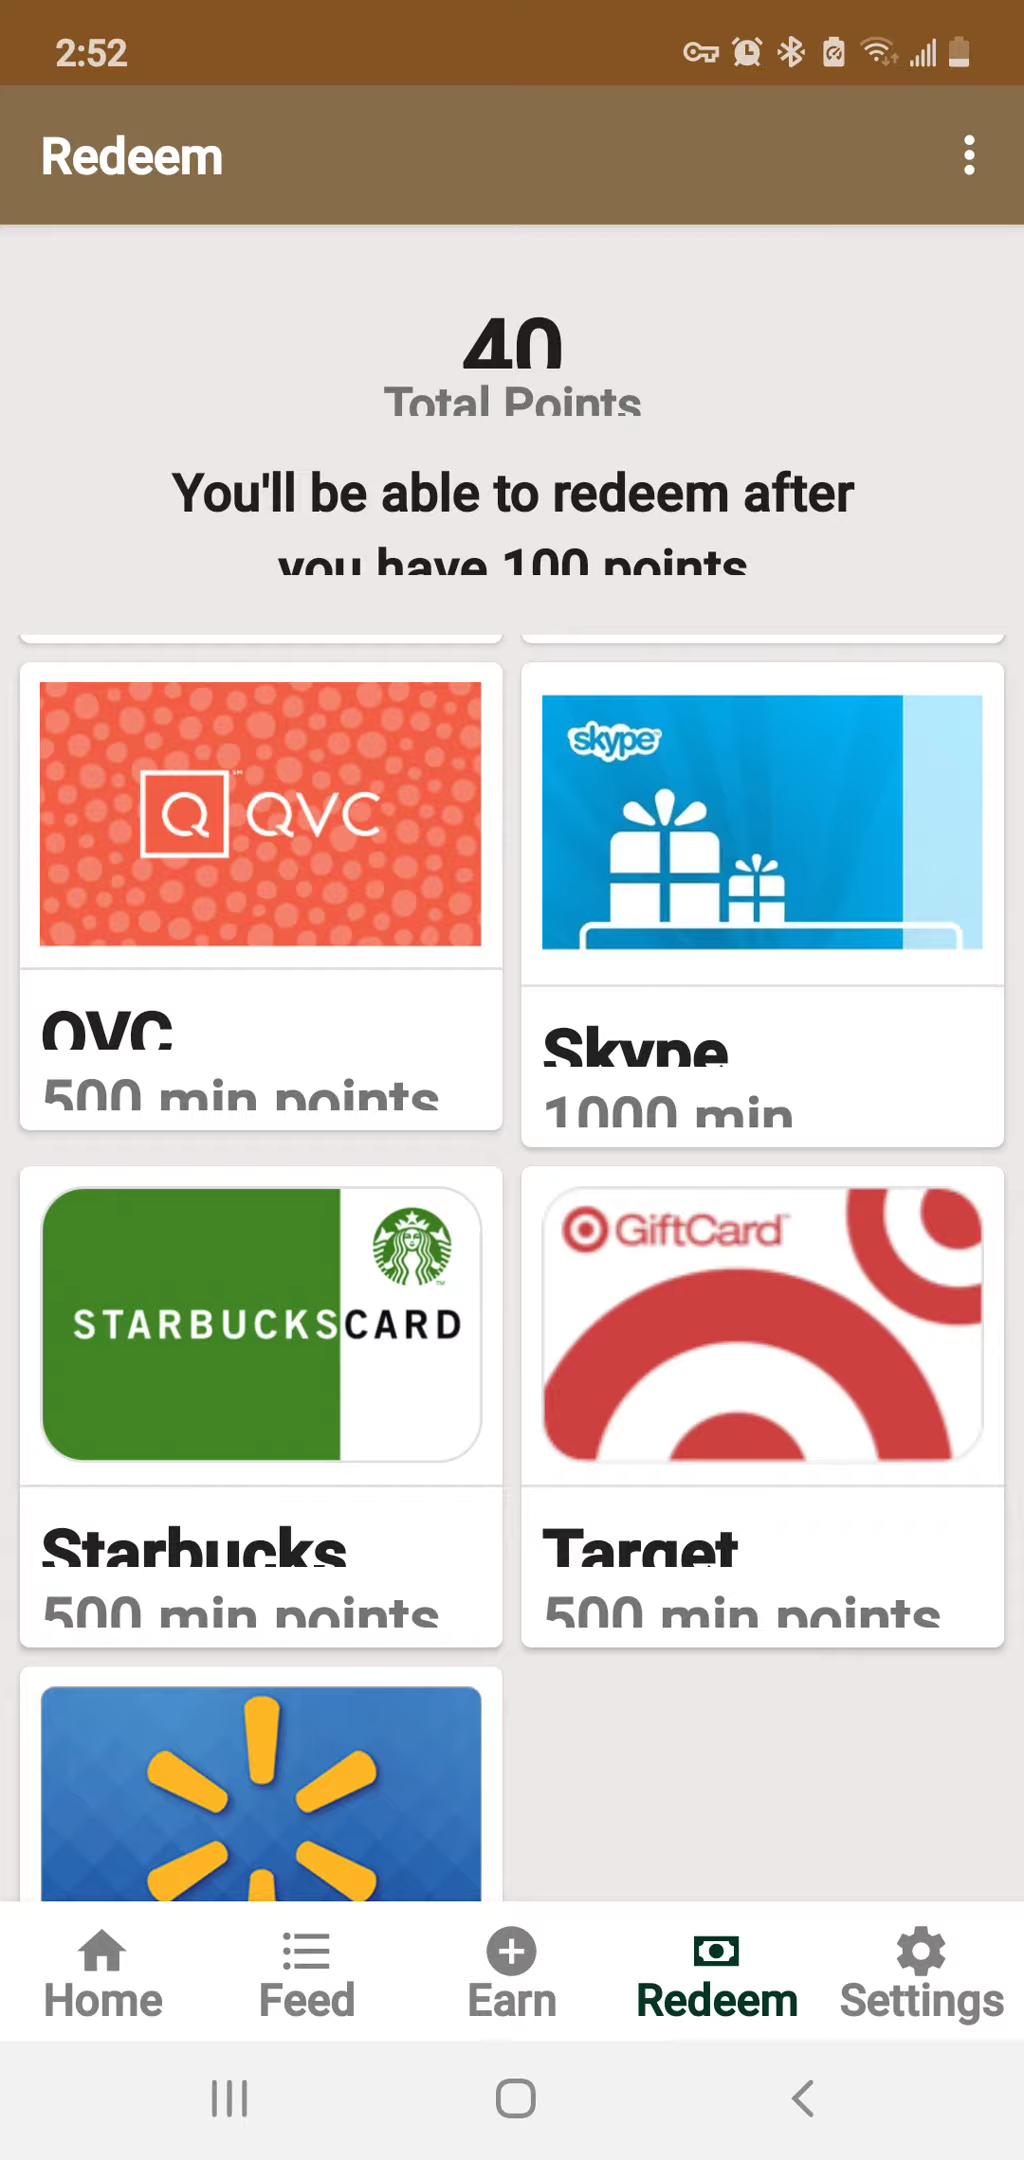 2:52
Redeem
40
Total Points
You'll be able to redeem after
you have 100 points
QVC
skype
QVC
500 min points
Skype
1000 min
STARBUCKSCARD
GiftCard
Starbucks
500 min points
Target
500 min points
Home
Feed
Earn
Redeem
Settings